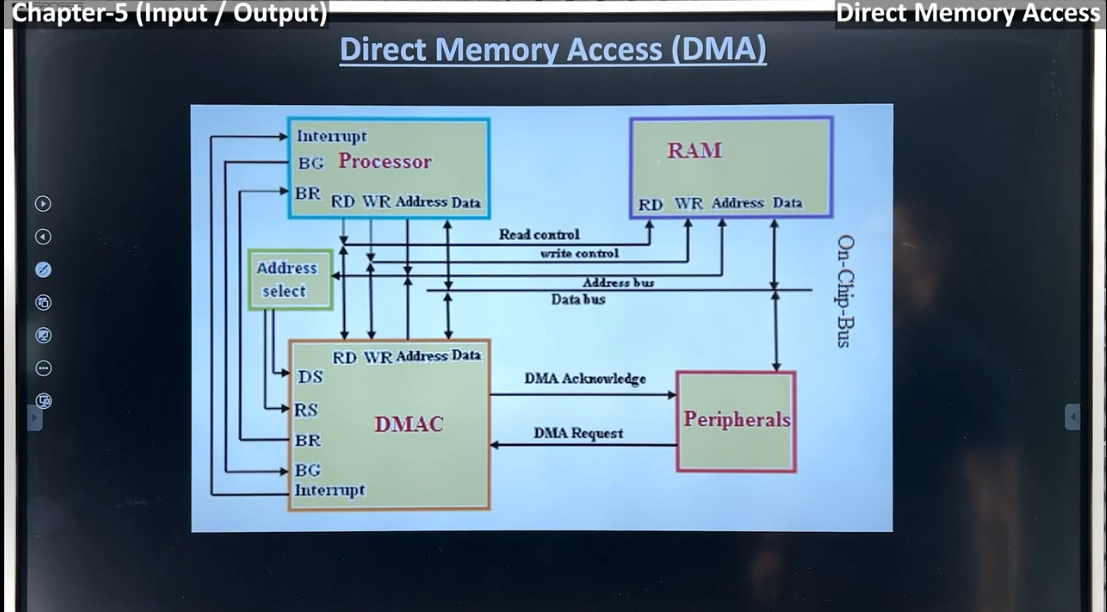 Chapter-5 (Input / Output)
Direct Memory Access
Direct Memory Access (DMA)
Interrupt
BG Processor
BR
RD WR Address Data
RAM
RD WR Address Data
Read control
write control
Address bus
Data bus
On-Chip-Bus
Address
select
RD WR Address Data
DS
RS
DMAC
BR
BG
Interrupt
DMA Acknowledge
DMA Request
Peripherals